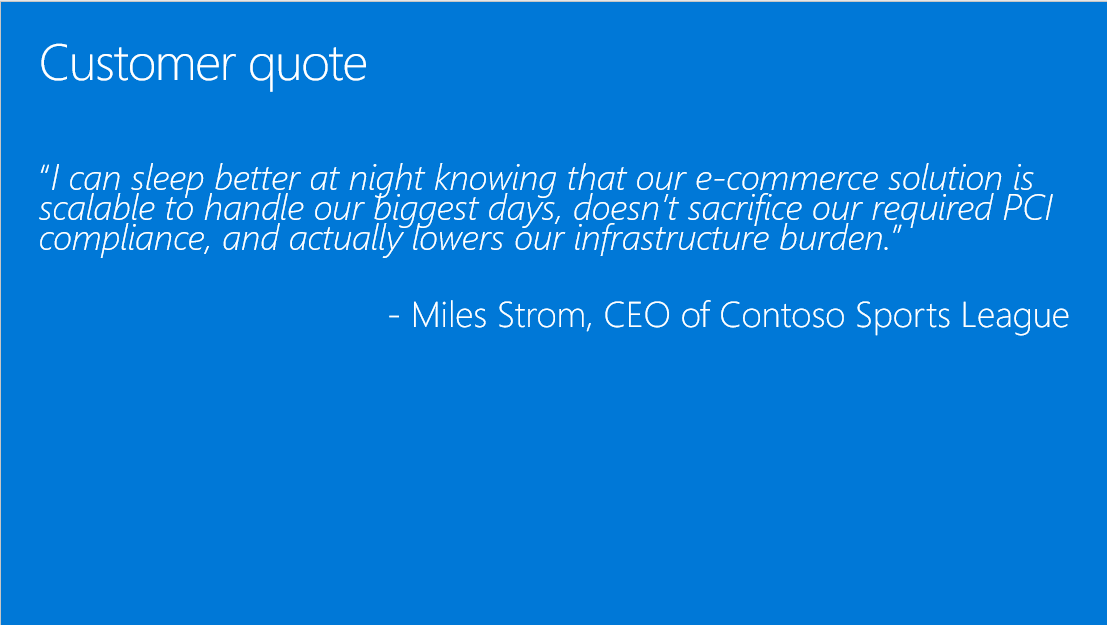 Customer quote
“I can sleep better at night knowing that our e-commerce solution is
scalable to handle our biggest days, doesn’t sacrifice our required PCI
compliance, and actually lowers our infrastructure burden.”
- Miles Strom, CEO of Contoso Sports League